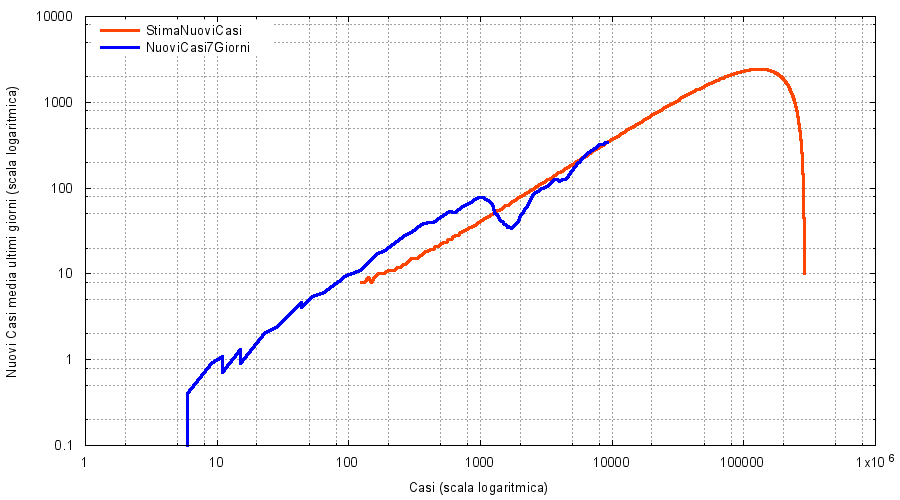 10000
StimaNuoviCasi
NuoviCasi7Giorni
1000
100
10
1
0.1
Nuovi Casi media ultimi giorni (scala logaritmica)
1 10 100 1000 10000 100000 1x10 6
Casi (scala logaritmica)